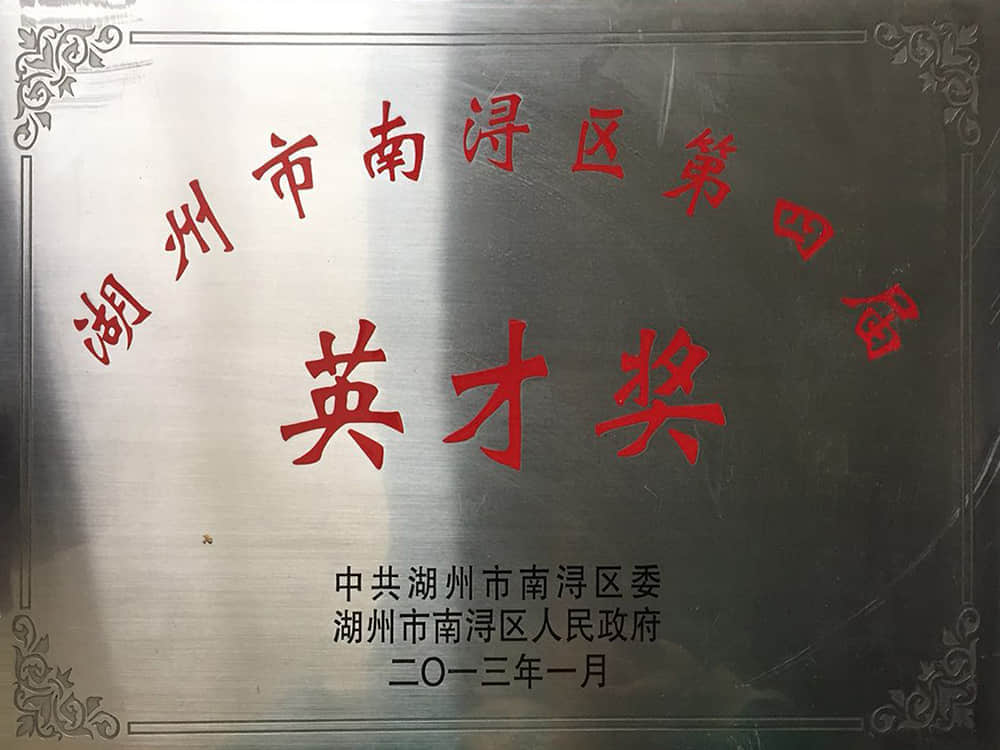 湖州市南浔区第四届
英才奖
中共湖州市南浔区委
湖州市南浔区人民政府
二〇一三年一月